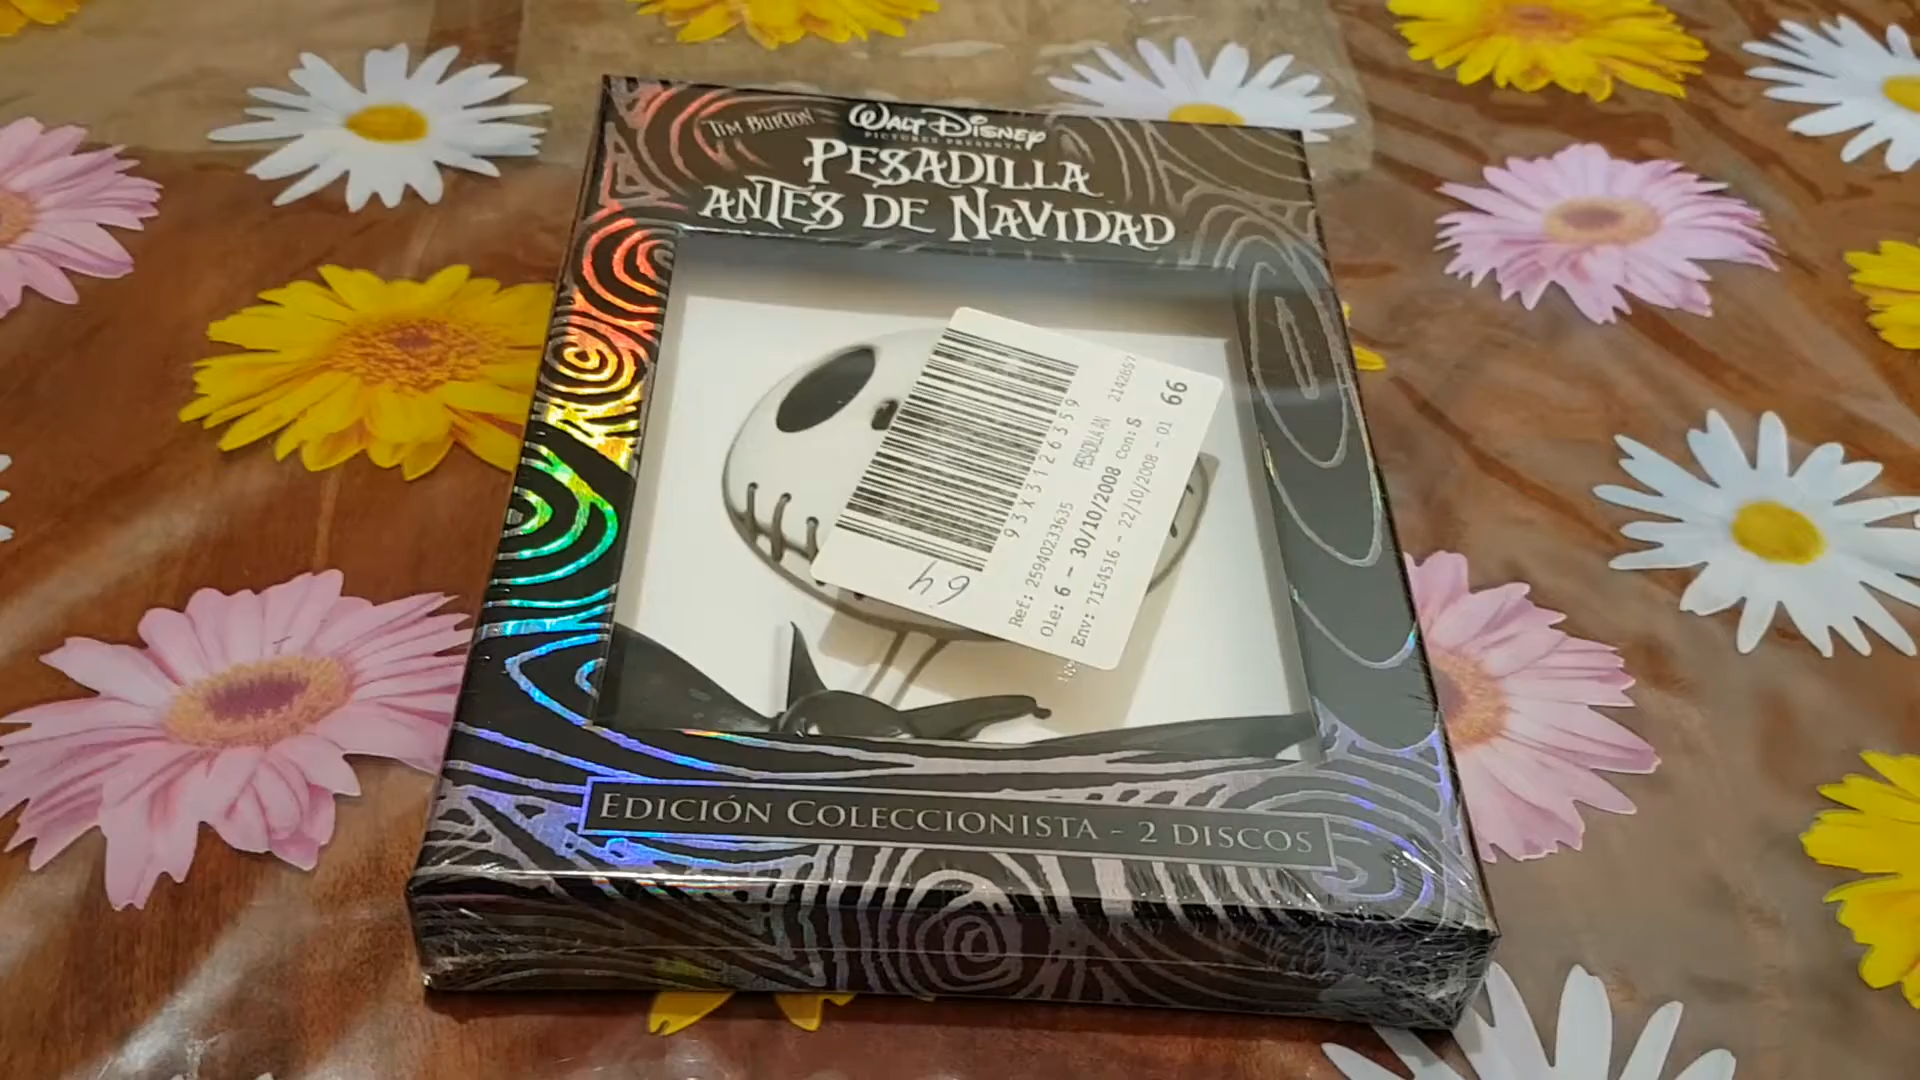 TIM BURTON
WALT DISNEY
PICTURES PRESENTA
PESADILLA
ANTES DE NAVIDAD
93X3126359
PESADILLA AN 2142867
Ref: 25940233635
Ole: 6 - 30/10/2008 Con: S
Env: 7154516 - 22/10/2008 - 01 66
64
EDICIÓN COLECCIONISTA - 2 DISCOS